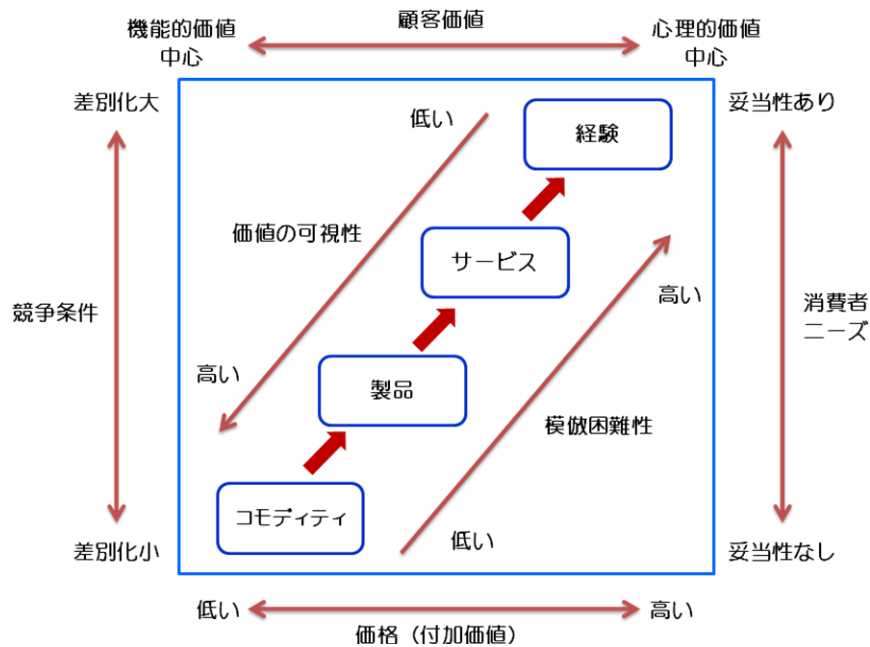 顧客価値
機能的価値
中心
心理的価値
中心
差別化大
妥当性あり
低い
経験
価値の可視性
サービス
競争条件
高い
消費者
ニーズ
高い
製品
模倣困難性
コモディティ
低い
差別化小
妥当性なし
低い
高い
価格（付加価値）